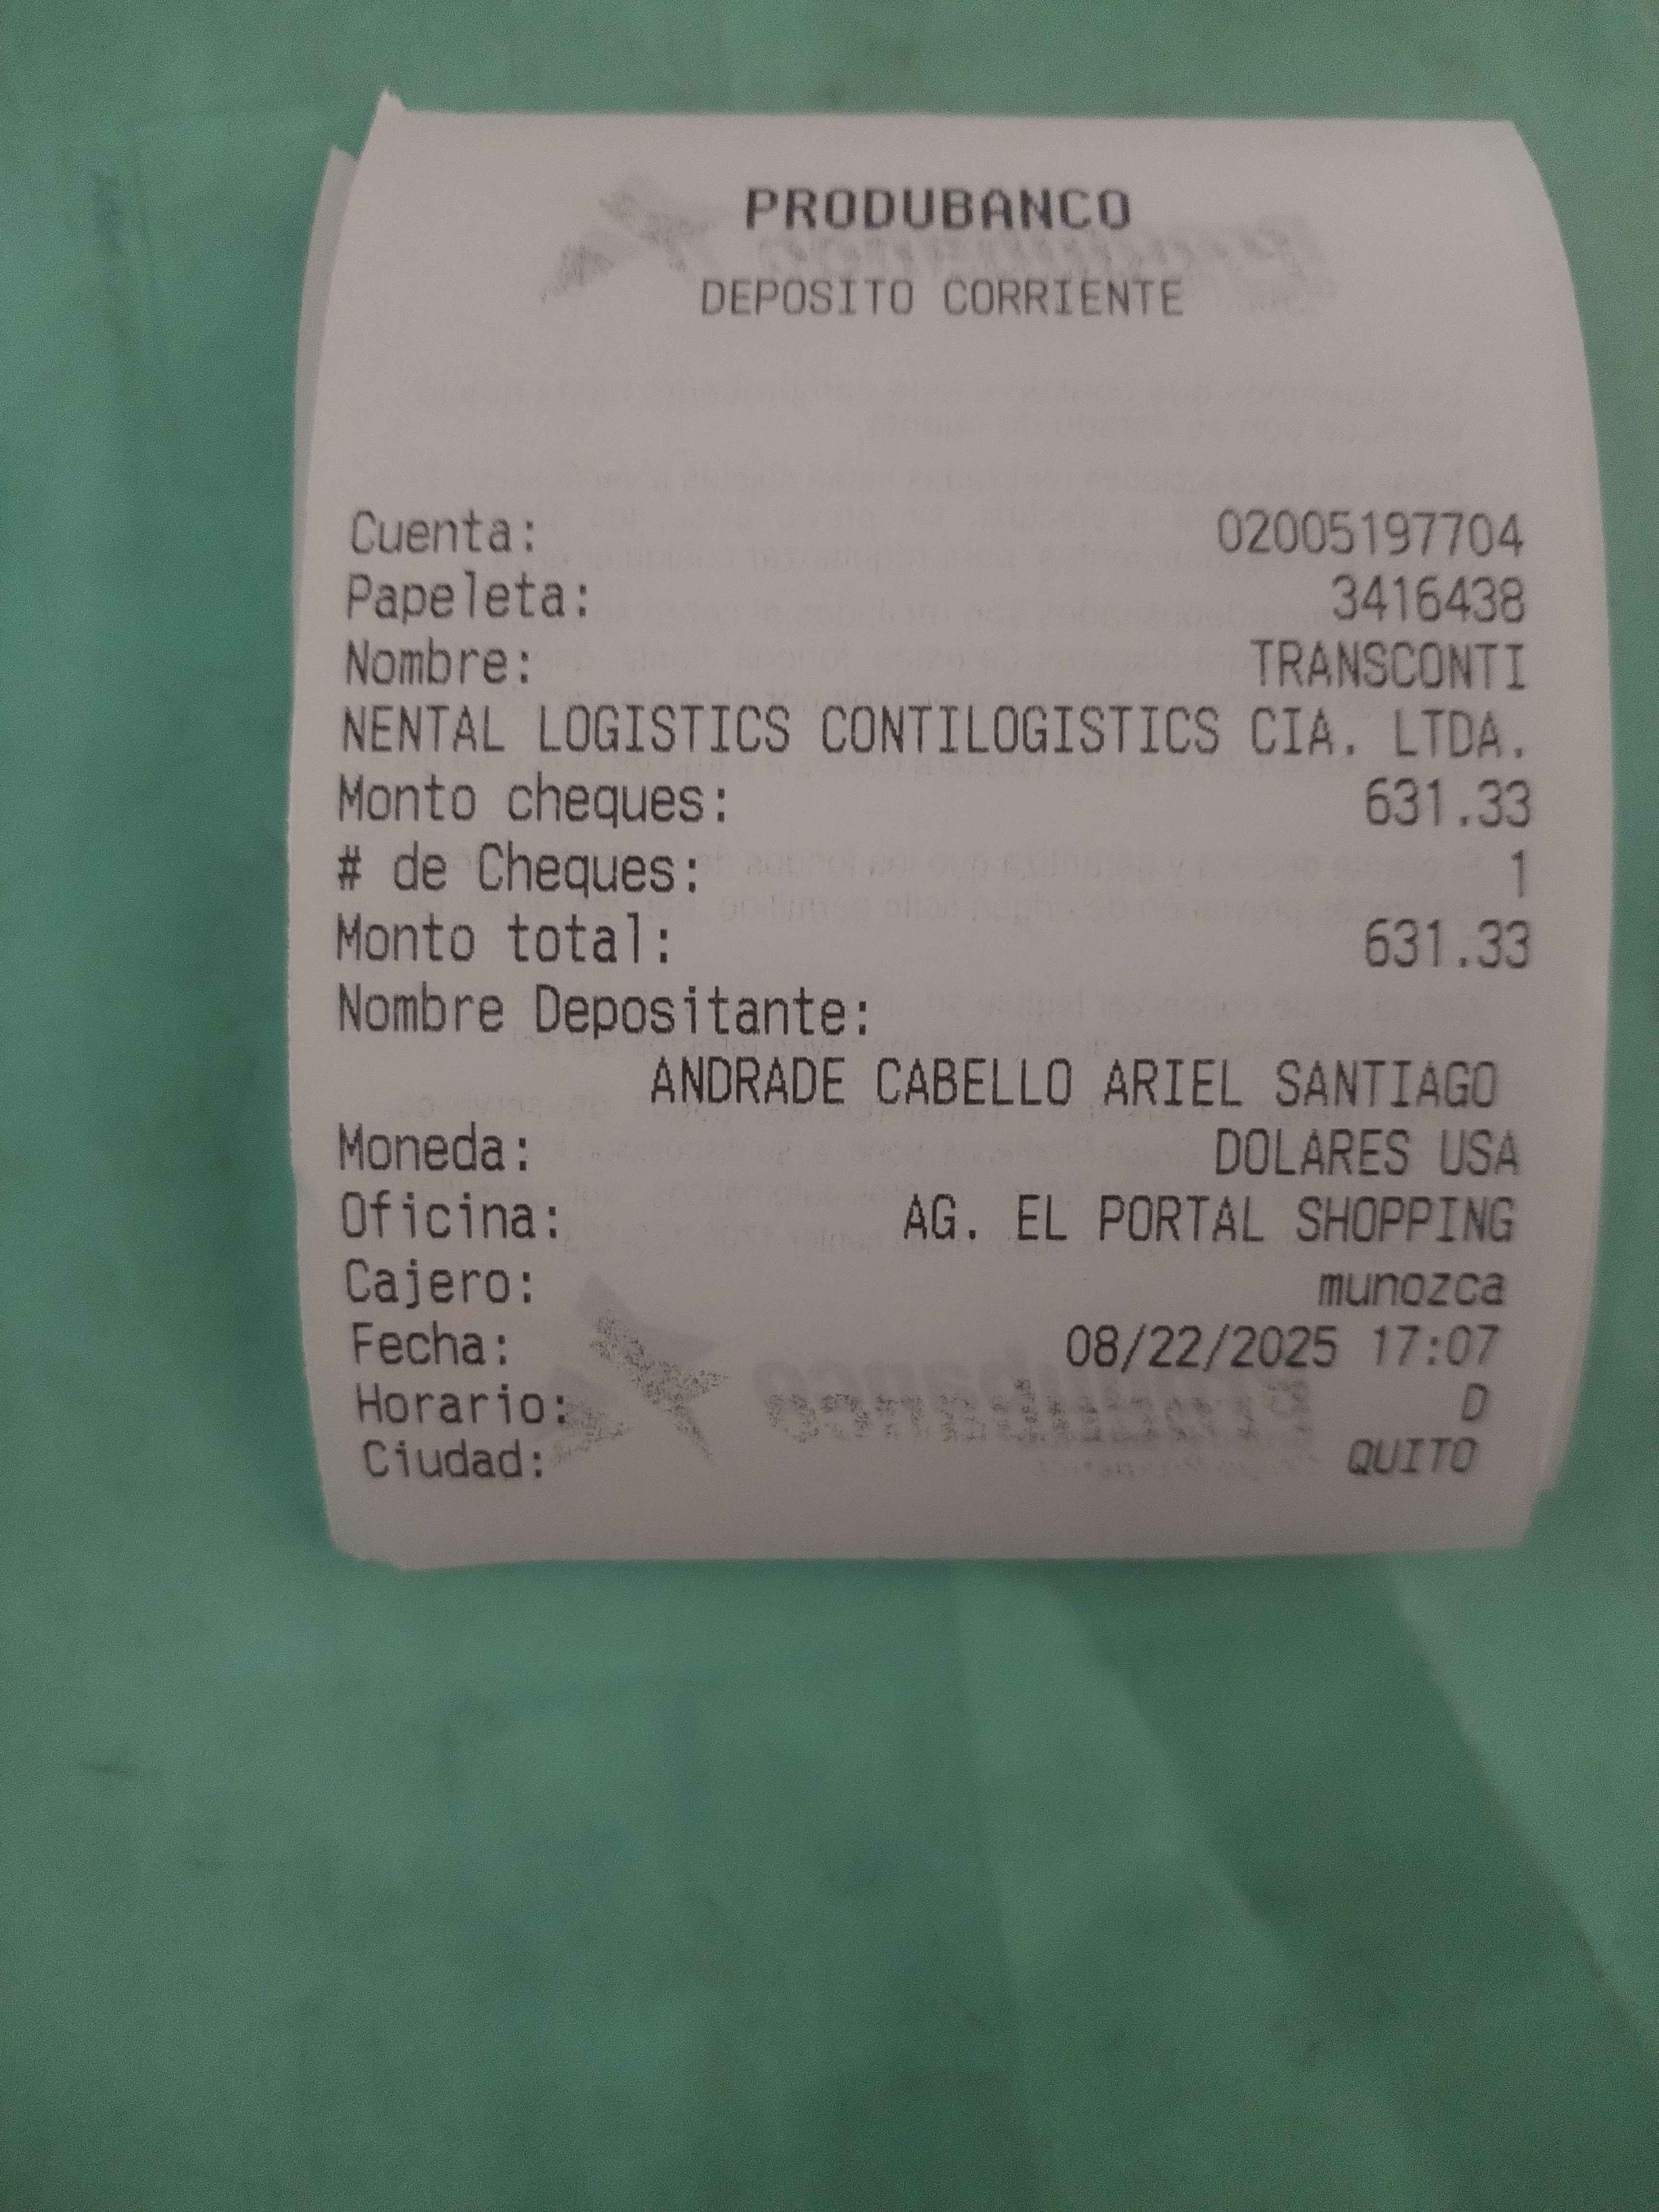 PRODUBANCO
DEPOSITO CORRIENTE
Cuenta: 02005197704
Papeleta: 3416438
Nombre: TRANSCONTI
NENTAL LOGISTICS CONTILOGISTICS CIA. LTDA.
Monto cheques: 631.33
# de Cheques: 1
Monto total: 631.33
Nombre Depositante:
ANDRADE CABELLO ARIEL SANTIAGO
Moneda: DOLARES USA
Oficina: AG. EL PORTAL SHOPPING
Cajero: munozca
Fecha: 08/22/2025 17:07
Horario: D
Ciudad: QUITO